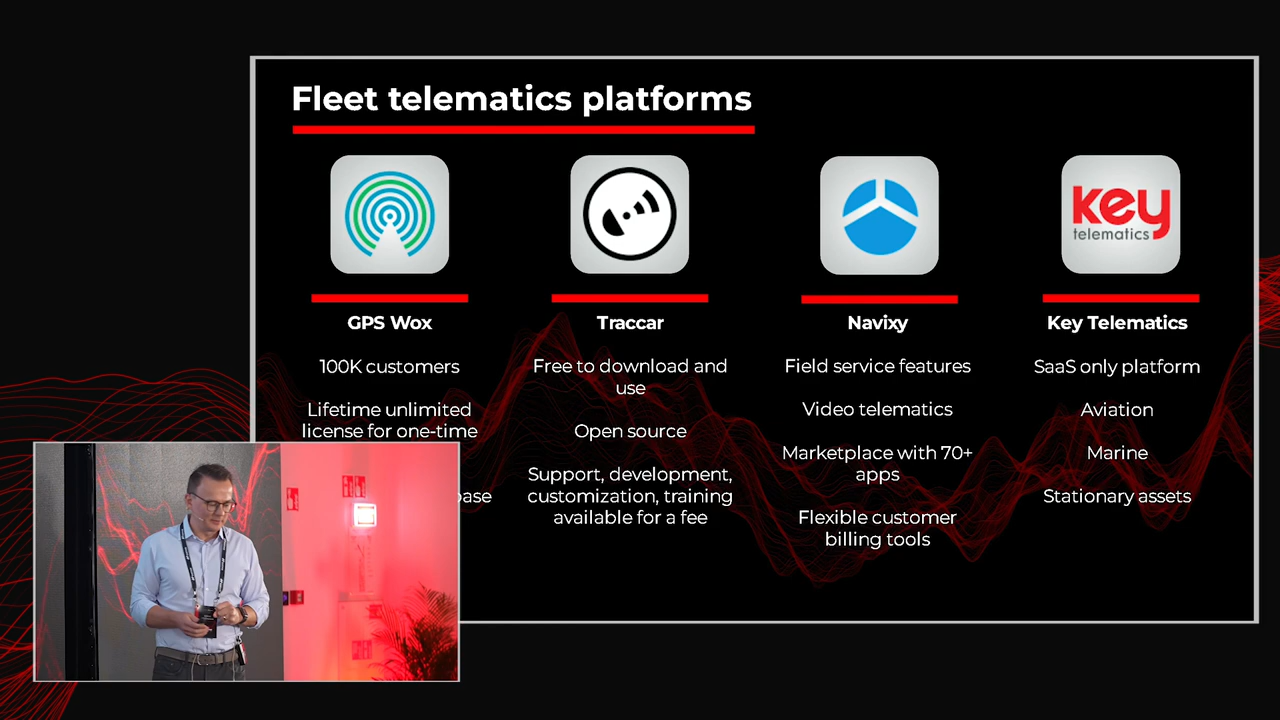 Fleet telematics platforms
key
telematics
GPS Wox
100K customers
Lifetime unlimited
license for one-time
base
Traccar
Free to download and
use
Open source
Support, development,
customization, training
available for a fee
Navixy
Field service features
Video telematics
Marketplace with 70+
apps
Flexible customer
billing tools
Key Telematics
SaaS only platform
Aviation
Marine
Stationary assets